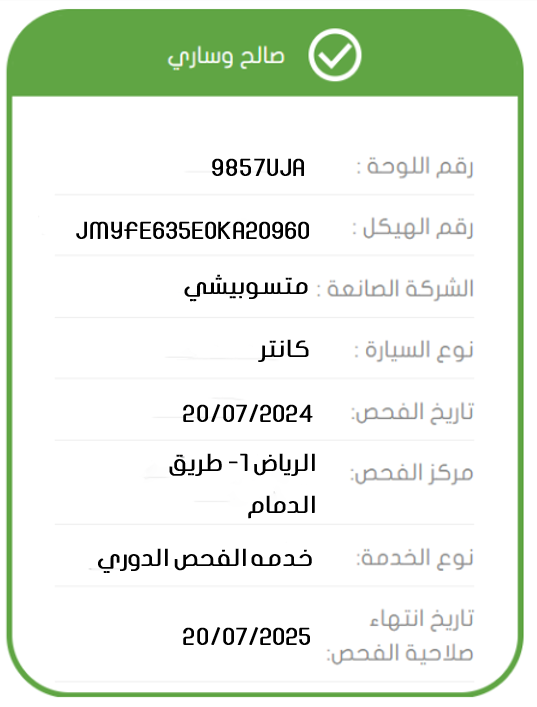 صالح وساري
رقم اللوحة : 9857UJA
رقم الهيكل : JMYFE635E0KA20960
الشركة الصانعة : متسوبيشي
نوع السيارة : كانتر
تاريخ الفحص: 20/07/2024
مركز الفحص: الرياض 1- طريق
الدمام
نوع الخدمة: خدمه الفحص الدوري
تاريخ انتهاء
صلاحية الفحص: 20/07/2025